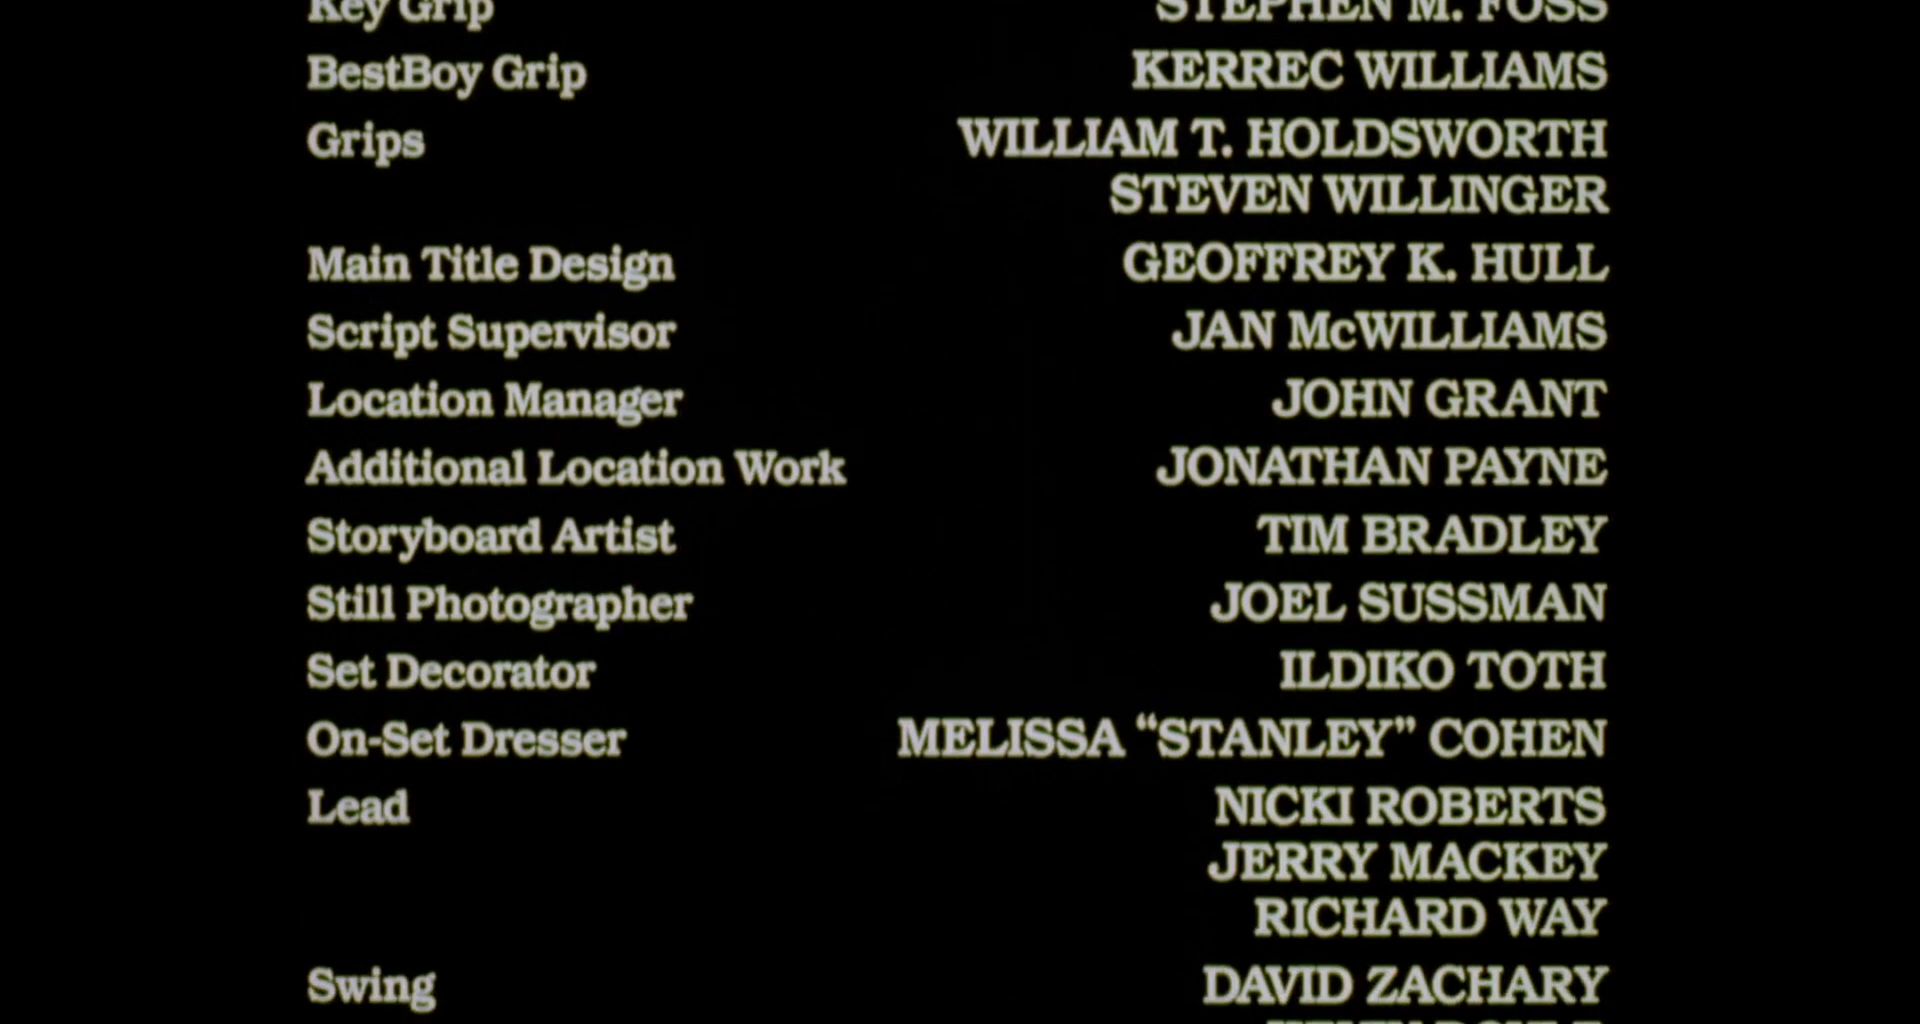 Key Grip STEPHEN M. FOSS
BestBoy Grip KERREC WILLIAMS
Grips WILLIAM T. HOLDSWORTH
STEVEN WILLINGER
Main Title Design GEOFFREY K. HULL
Script Supervisor JAN McWILLIAMS
Location Manager JOHN GRANT
Additional Location Work JONATHAN PAYNE
Storyboard Artist TIM BRADLEY
Still Photographer JOEL SUSSMAN
Set Decorator ILDIKO TOTH
On-Set Dresser MELISSA “STANLEY” COHEN
Lead NICKI ROBERTS
JERRY MACKEY
RICHARD WAY
Swing DAVID ZACHARY